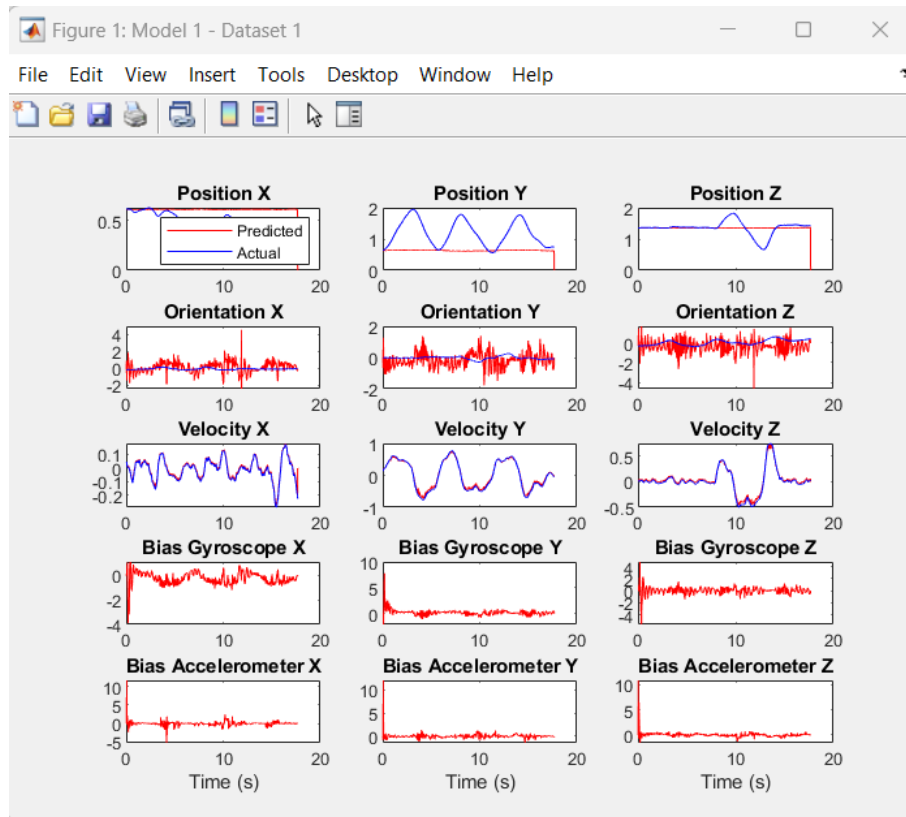 Figure 1: Model 1 - Dataset 1
File Edit View Insert Tools Desktop Window Help
Position X
0.5
0
0 10 20
Predicted
Actual
Position Y
2
1
0
0 10 20
Position Z
2
1
0
0 10 20
Orientation X
4
2
0
-2
0 10 20
Orientation Y
2
0
-2
0 10 20
Orientation Z
0
-2
-4
0 10 20
Velocity X
0.1
0
-0.1
-0.2
0 10 20
Velocity Y
1
0
-1
0 10 20
Velocity Z
0.5
0
-0.5
0 10 20
Bias Gyroscope X
0
-2
-4
0 10 20
Bias Gyroscope Y
10
5
0
0 10 20
Bias Gyroscope Z
4
2
0
-2
-4
0 10 20
Bias Accelerometer X
10
5
0
-5
0 10 20
Time (s)
Bias Accelerometer Y
10
5
0
0 10 20
Time (s)
Bias Accelerometer Z
10
5
0
0 10 20
Time (s)